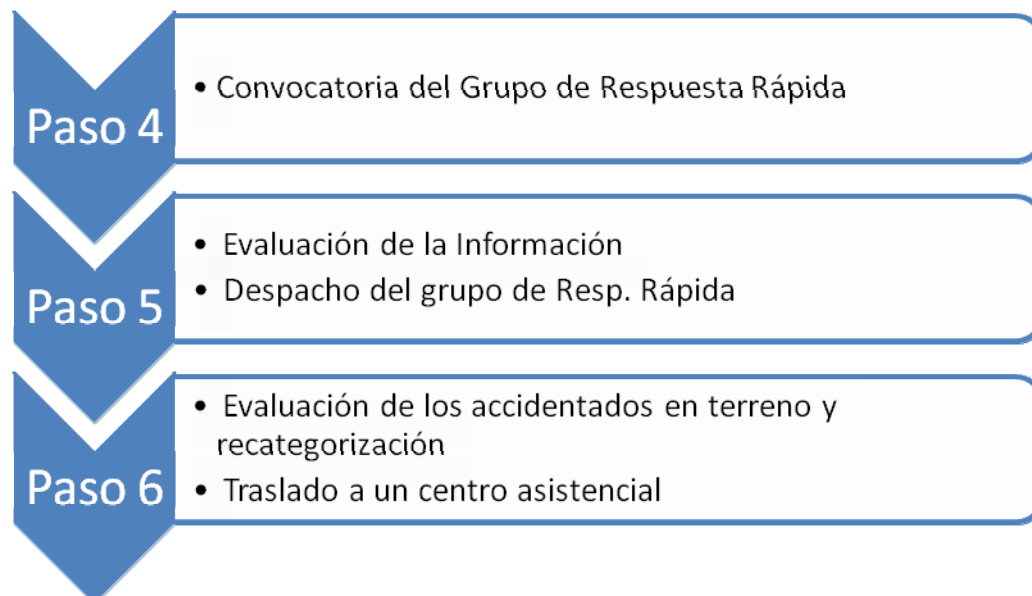 Paso 4
• Convocatoria del Grupo de Respuesta Rápida
Paso 5
• Evaluación de la Información
• Despacho del grupo de Resp. Rápida
Paso 6
• Evaluación de los accidentados en terreno y
recategorización
• Traslado a un centro asistencial